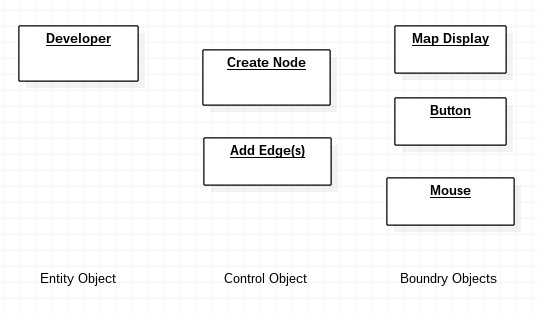 Developer
Create Node
Add Edge(s)
Map Display
Button
Mouse
Entity Object
Control Object
Boundry Objects